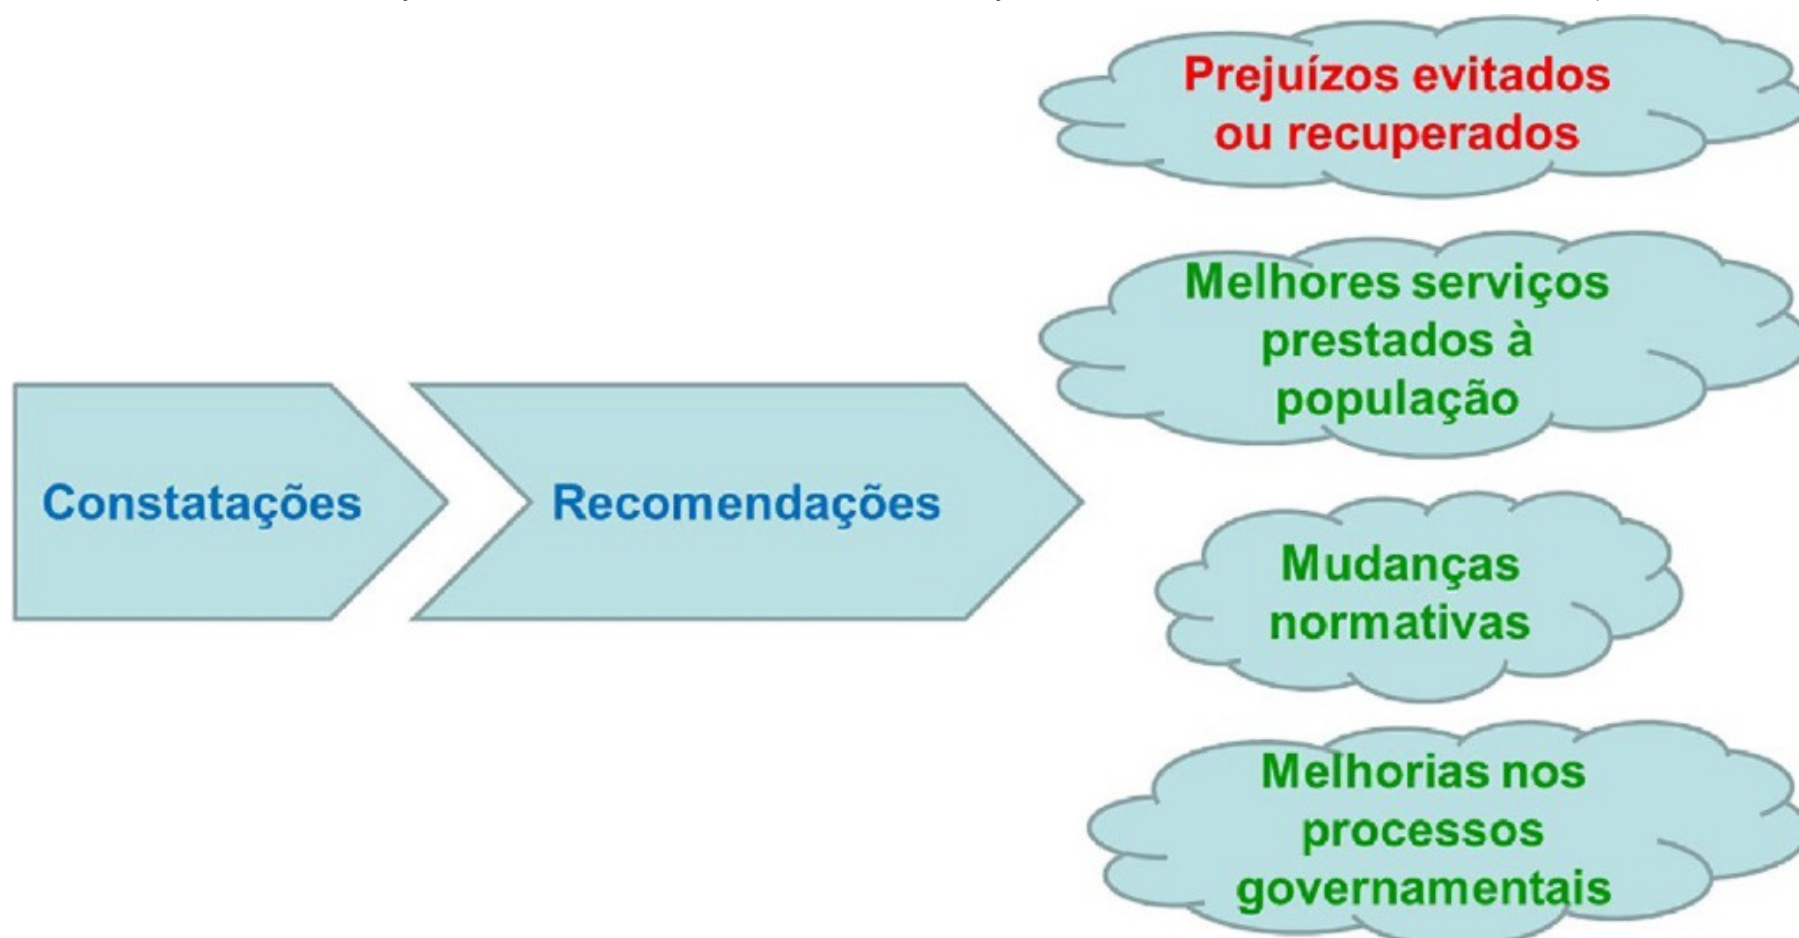 Prejuízos evitados
ou recuperados
Melhores serviços
prestados à
população
Constatações
Recomendações
Mudanças
normativas
Melhorias nos
processos
governamentais